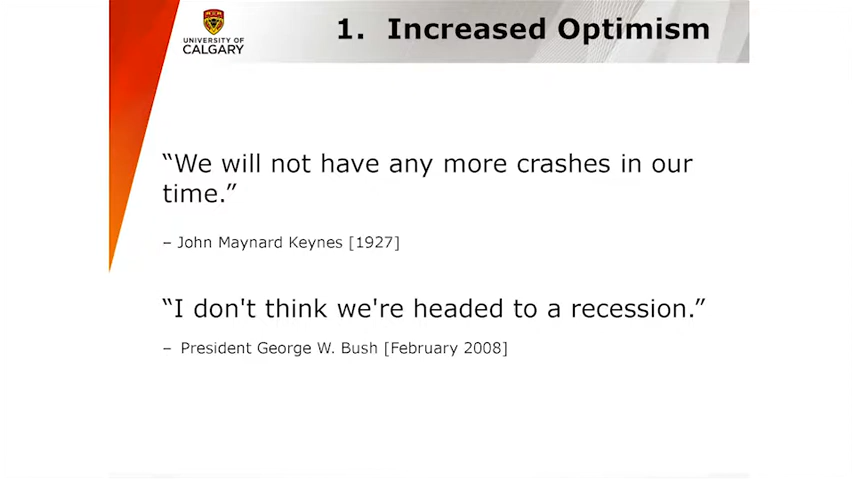 UNIVERSITY OF
CALGARY
1. Increased Optimism
“We will not have any more crashes in our
time.”
– John Maynard Keynes [1927]
“I don't think we're headed to a recession.”
– President George W. Bush [February 2008]